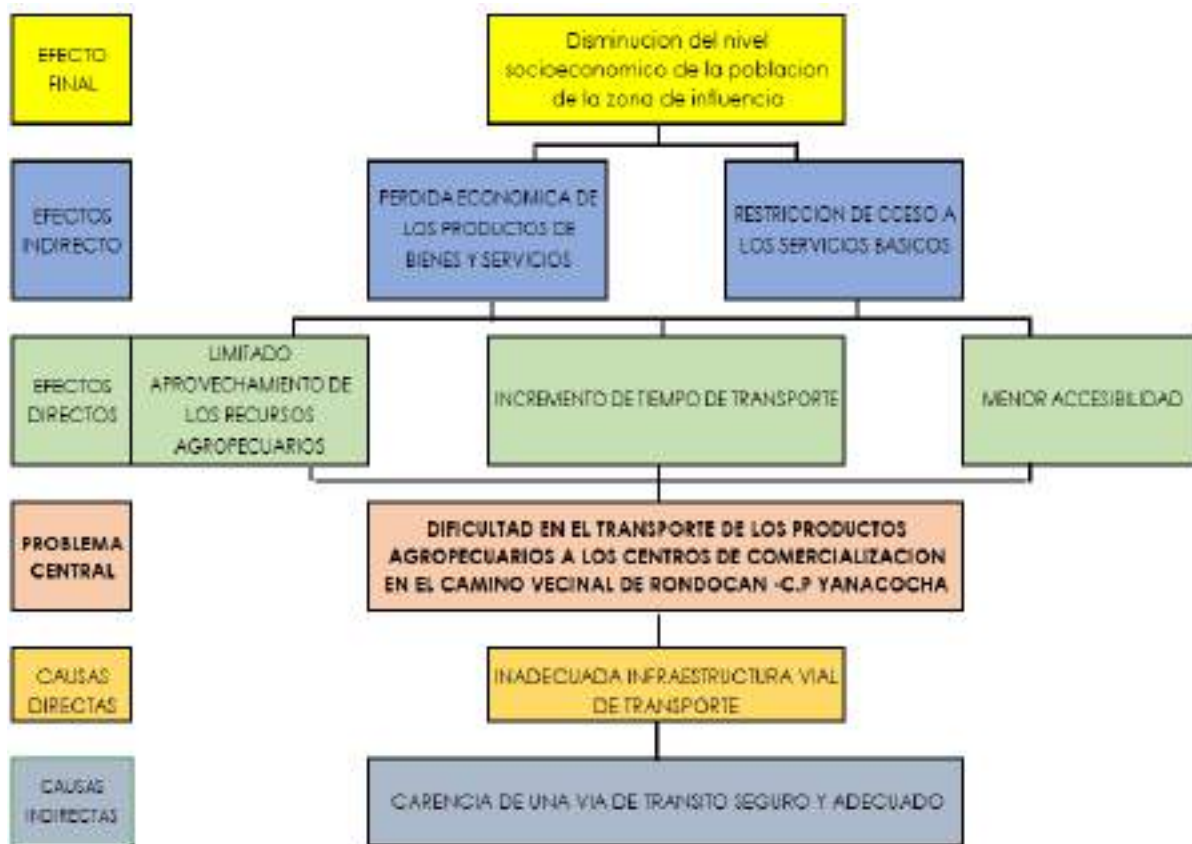 EFECTO
FINAL
Disminucion del nivel
socioeconomico de la poblacion
de la zona de influencia
EFECTOS
INDIRECTO
PERDIDA ECONOMICA DE
LOS PRODUCTOS DE
BIENES Y SERVICIOS
RESTRICCION DE CCESO A
LOS SERVICIOS BASICOS
EFECTOS
DIRECTOS
LIMITADO
APROVECHAMIENTO DE
LOS RECURSOS
AGROPECUARIOS
INCREMENTO DE TIEMPO DE TRANSPORTE
MENOR ACCESIBILIDAD
PROBLEMA
CENTRAL
DIFICULTAD EN EL TRANSPORTE DE LOS PRODUCTOS
AGROPECUARIOS A LOS CENTROS DE COMERCIALIZACION
EN EL CAMINO VECINAL DE RONDOCAN -C.P YANACOCHA
CAUSAS
DIRECTAS
INADECUADA INFRAESTRUCTURA VIAL
DE TRANSPORTE
CAUSAS
INDIRECTAS
CARENCIA DE UNA VIA DE TRANSITO SEGURO Y ADECUADO